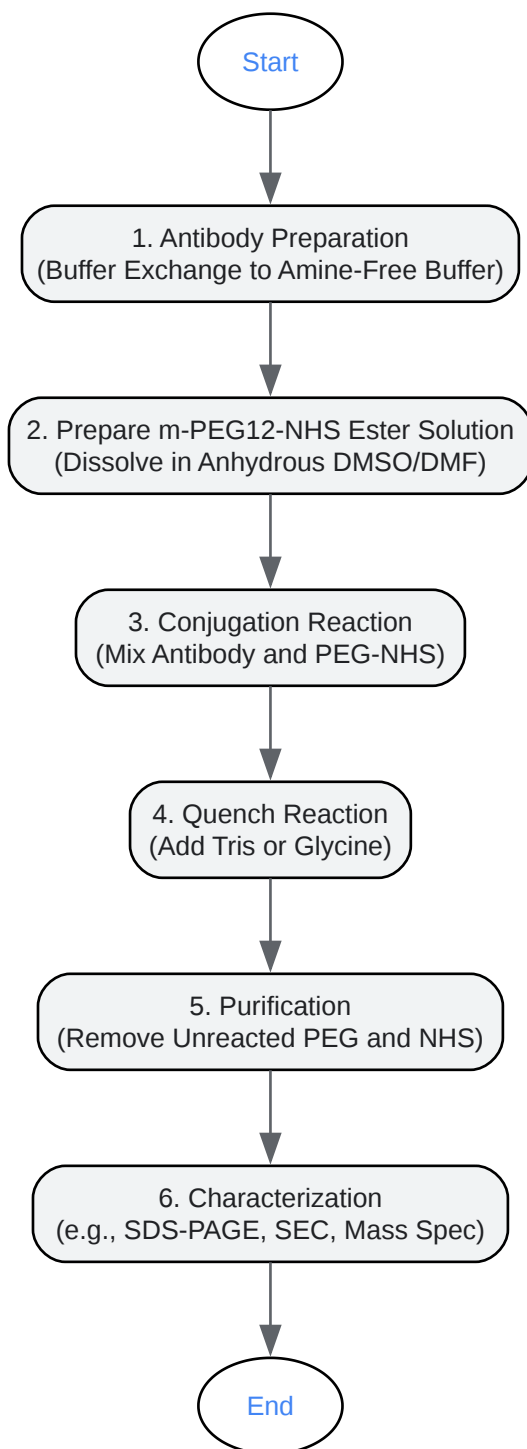 Start
1. Antibody Preparation
(Buffer Exchange to Amine-Free Buffer)
2. Prepare m-PEG12-NHS Ester Solution
(Dissolve in Anhydrous DMSO/DMF)
3. Conjugation Reaction
(Mix Antibody and PEG-NHS)
4. Quench Reaction
(Add Tris or Glycine)
5. Purification
(Remove Unreacted PEG and NHS)
6. Characterization
(e.g., SDS-PAGE, SEC, Mass Spec)
End